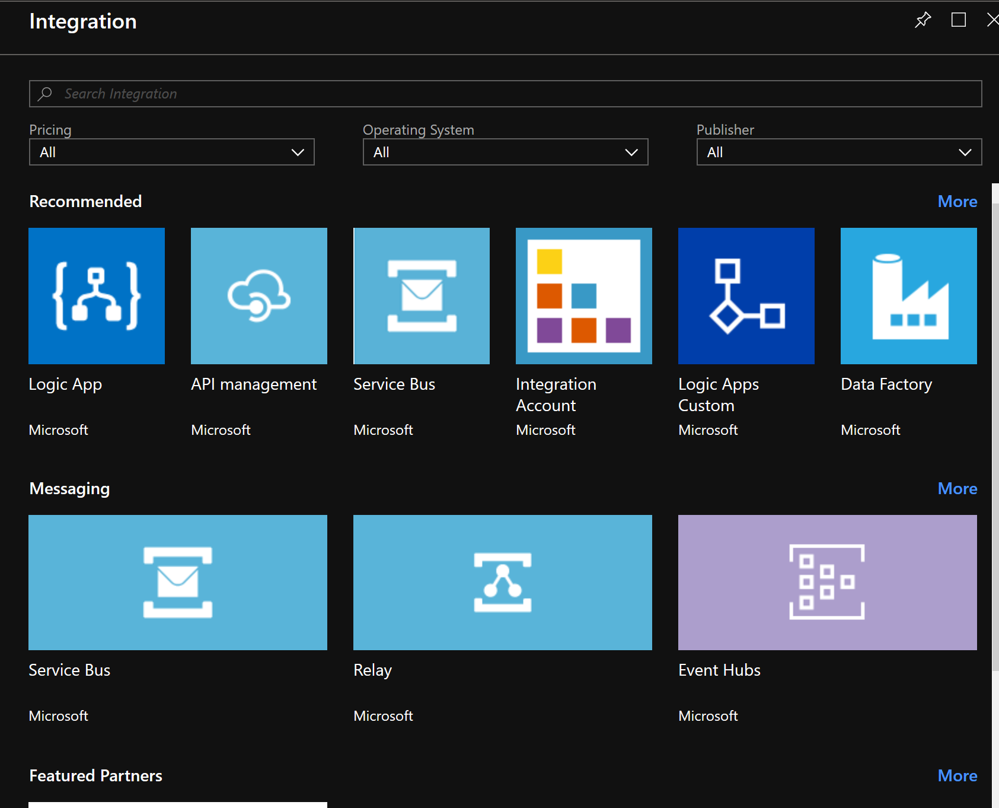 Integration
Search Integration
Pricing
Operating System
Publisher
All
All
All
Recommended
More
Logic App
API management
Service Bus
Integration
Account
Logic Apps
Custom
Data Factory
Microsoft
Microsoft
Microsoft
Microsoft
Microsoft
Microsoft
Messaging
More
Service Bus
Relay
Event Hubs
Microsoft
Microsoft
Microsoft
Featured Partners
More